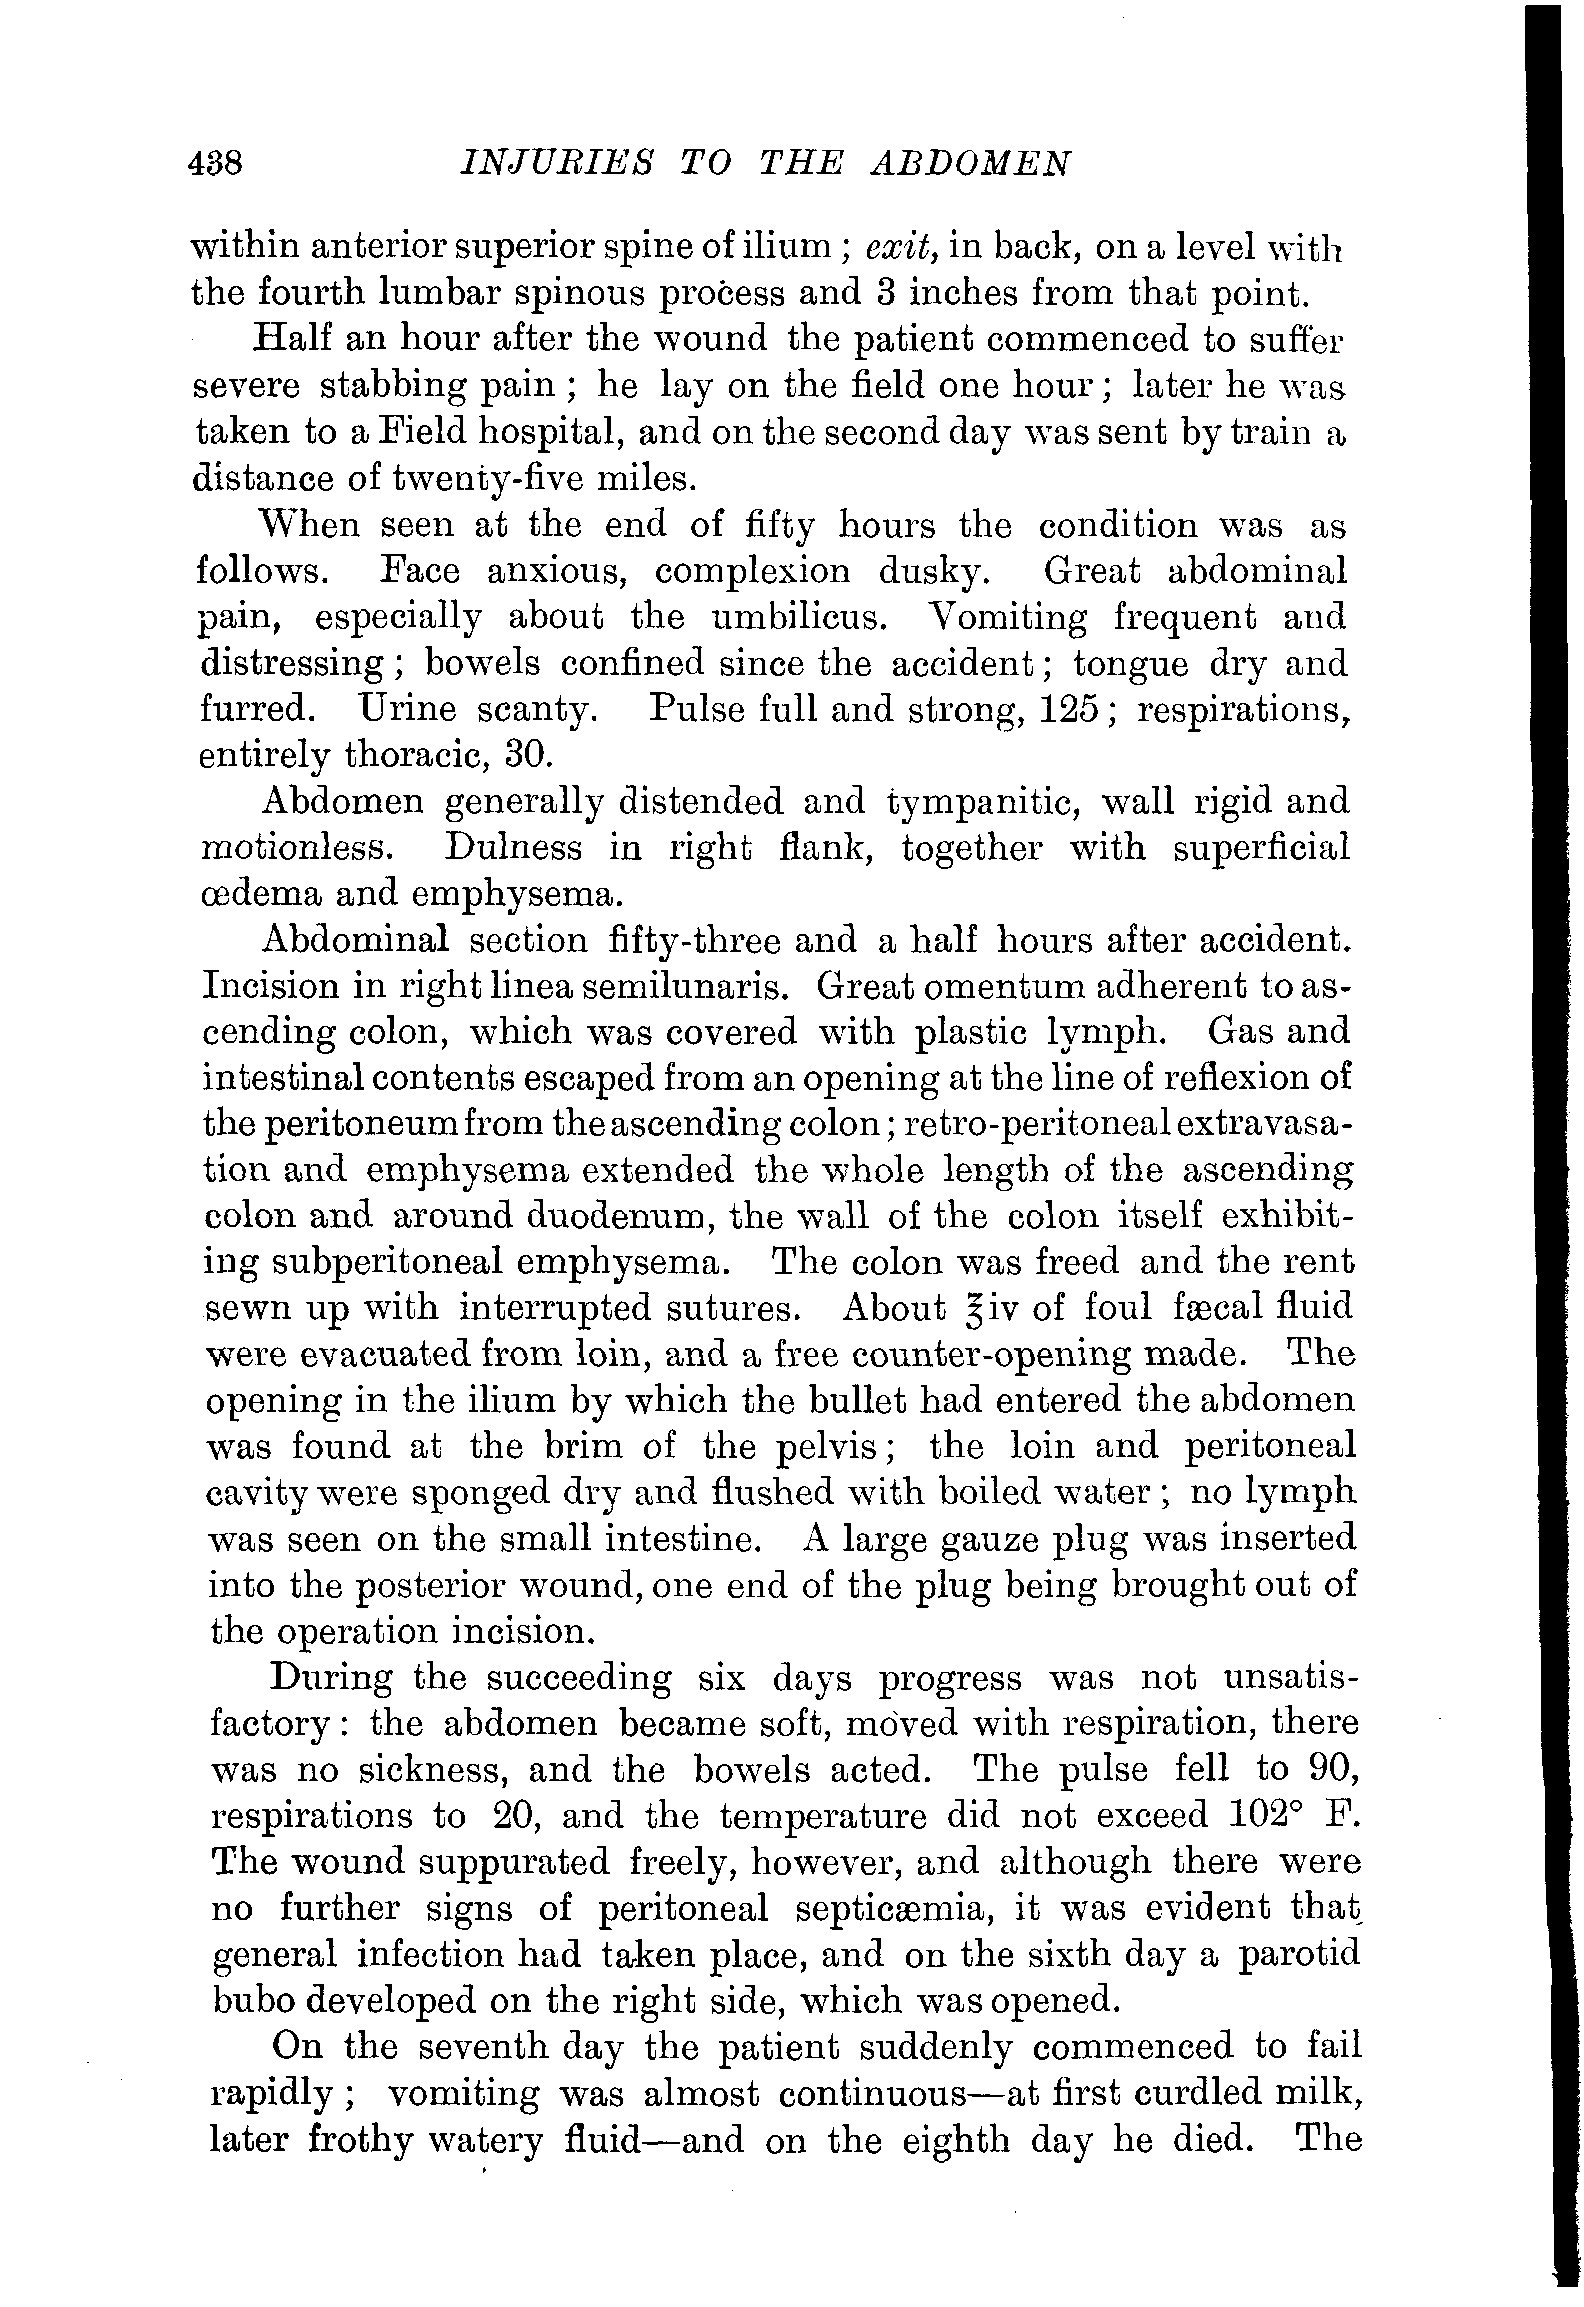 438 INJURIES TO THE ABDOMEN
within anterior superior spine of ilium ; exit, in back, on a level with
the fourth lumbar spinous process and 3 inches from that point.
Half an hour after the wound the patient commenced to suffer
severe stabbing pain ; he lay on the field one hour ; later he was
taken to a Field hospital, and on the second day was sent by train a
distance of twenty-five miles.
When seen at the end of fifty hours the condition was as
follows. Face anxious, complexion dusky. Great abdominal
pain, especially about the umbilicus. Vomiting frequent and
distressing ; bowels confined since the accident ; tongue dry and
furred. Urine scanty. Pulse full and strong, 125 ; respirations,
entirely thoracic, 30.
Abdomen generally distended and tympanitic, wall rigid and
motionless. Dulness in right flank, together with superficial
œdema and emphysema.
Abdominal section fifty-three and a half hours after accident.
Incision in right linea semilunaris. Great omentum adherent to as-
cending colon, which was covered with plastic lymph. Gas and
intestinal contents escaped from an opening at the line of reflexion of
the peritoneum from the ascending colon ; retro-peritoneal extravasa-
tion and emphysema extended the whole length of the ascending
colon and around duodenum, the wall of the colon itself exhibit-
ing subperitoneal emphysema. The colon was freed and the rent
sewn up with interrupted sutures. About ℥iv of foul fæcal fluid
were evacuated from loin, and a free counter-opening made. The
opening in the ilium by which the bullet had entered the abdomen
was found at the brim of the pelvis ; the loin and peritoneal
cavity were sponged dry and flushed with boiled water ; no lymph
was seen on the small intestine. A large gauze plug was inserted
into the posterior wound, one end of the plug being brought out of
the operation incision.
During the succeeding six days progress was not unsatis-
factory : the abdomen became soft, moved with respiration, there
was no sickness, and the bowels acted. The pulse fell to 90,
respirations to 20, and the temperature did not exceed 102° F.
The wound suppurated freely, however, and although there were
no further signs of peritoneal septicæmia, it was evident that
general infection had taken place, and on the sixth day a parotid
bubo developed on the right side, which was opened.
On the seventh day the patient suddenly commenced to fail
rapidly ; vomiting was almost continuous—at first curdled milk,
later frothy watery fluid—and on the eighth day he died. The